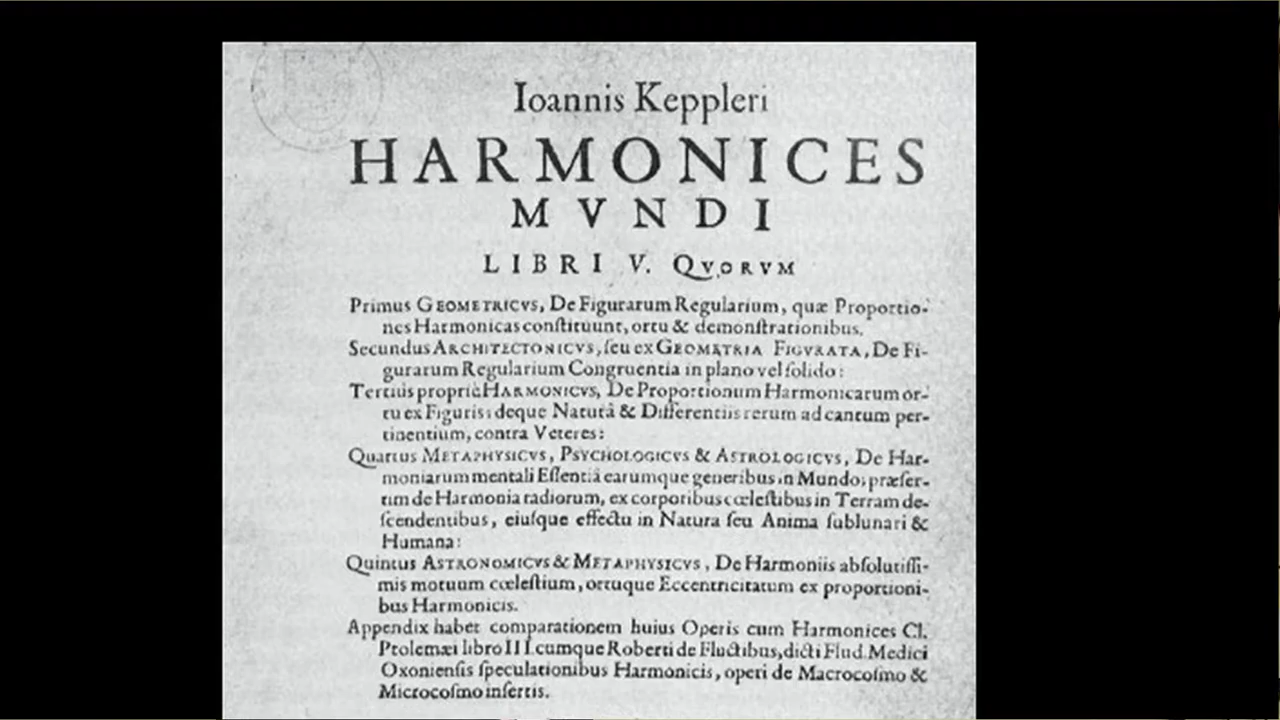 Ioannis Keppleri
HARMONICES
MVNDI
LIBRI V. QVORVM
Primus GEOMETRICVS, De Figurarum Regularium, quæ Proportio-
nes Harmonicas conſtituunt, ortu & demonſtrationibus.
Secundus ARCHITECTONICVS, ſeu ex GEOMETRIA FIGVRATA, De Fi-
gurarum Regularium Congruentia in plano vel ſolido:
Tertius propriè HARMONICVS, De Proportionum Harmonicarum or-
tu ex Figuris; deque Naturâ & Differentiis rerum ad cantum per-
tinentium, contra Veteres:
Quartus METAPHYSICVS, PSYCHOLOGICVS & ASTROLOGICVS, De Har-
moniarum mentali Eſſentiâ earumque generibus in Mundo; præſer-
tim de Harmonia radiorum, ex corporibus cœleſtibus in Terram de-
ſcendentibus, eiuſque effectu in Natura ſeu Anima ſublunari &
Humana:
Quintus ASTRONOMICVS & METAPHYSICVS, De Harmoniis abſolutiſſi-
mis motuum cœleſtium, ortuque Eccentricitatum ex proportioni-
bus Harmonicis.
Appendix habet comparationem huius Operis cum Harmonices Cl.
Ptolemæi libro III. cumque Roberti de Fluctibus, dicti Flud. Medici
Oxonienſis ſpeculationibus Harmonicis, operi de Macrocoſmo &
Microcoſmo inſertis.